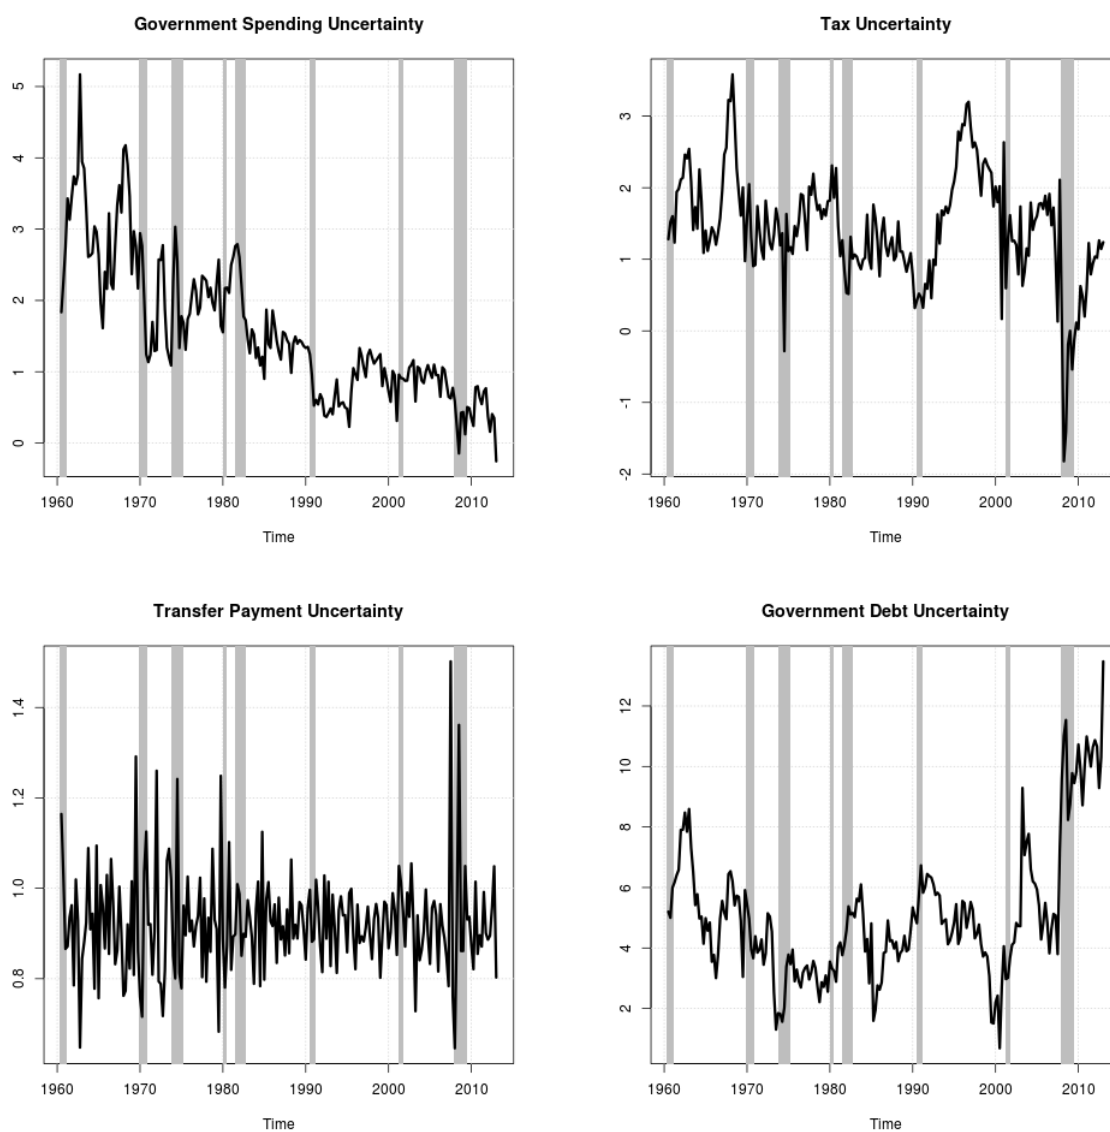 Government Spending Uncertainty
5
4
3
2
1
0
1960 1970 1980 1990 2000 2010
Time
Tax Uncertainty
3
2
1
0
-1
-2
1960 1970 1980 1990 2000 2010
Time
Transfer Payment Uncertainty
1.4
1.2
1.0
0.8
1960 1970 1980 1990 2000 2010
Time
Government Debt Uncertainty
12
10
8
6
4
2
1960 1970 1980 1990 2000 2010
Time